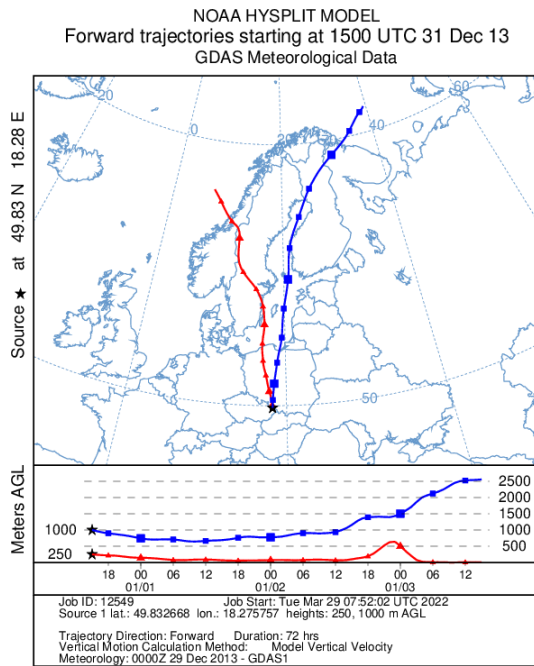 NOAA HYSPLIT MODEL
Forward trajectories starting at 1500 UTC 31 Dec 13
GDAS Meteorological Data
Source ★ at 49.83 N 18.28 E
-20
0
20
40
60
50
Meters AGL
1000
250
2500
2000
1500
1000
500
18 00 06 12 18 00 06 12 18 00 06 12
01/01 01/02 01/03
Job ID: 12549 Job Start: Tue Mar 29 07:52:02 UTC 2022
Source 1 lat.: 49.832668 lon.: 18.275757 heights: 250, 1000 m AGL
Trajectory Direction: Forward Duration: 72 hrs
Vertical Motion Calculation Method: Model Vertical Velocity
Meteorology: 0000Z 29 Dec 2013 - GDAS1